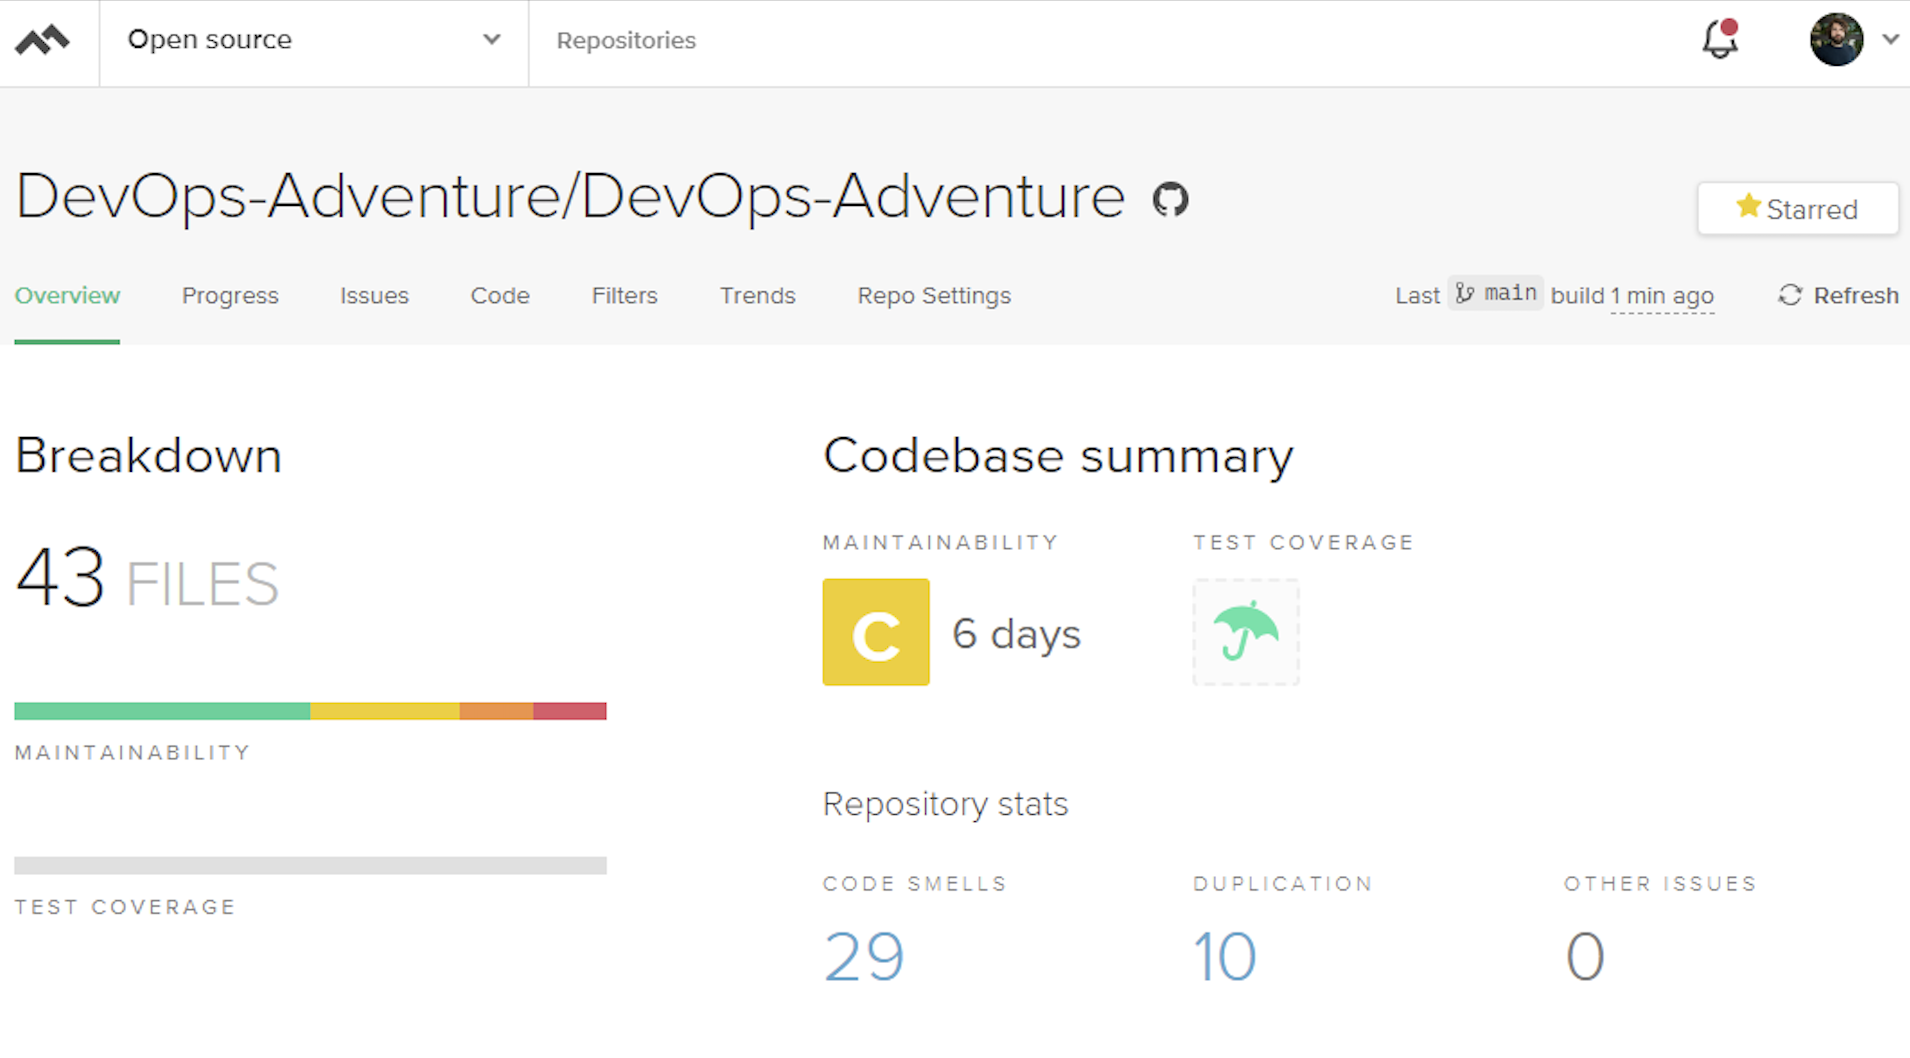 Open source
Repositories
DevOps-Adventure/DevOps-Adventure
Starred
Overview Progress Issues Code Filters Trends Repo Settings
Last main build 1 min ago
Refresh
Breakdown
43 FILES
MAINTAINABILITY
TEST COVERAGE
Codebase summary
MAINTAINABILITY
C 6 days
TEST COVERAGE
Repository stats
CODE SMELLS
29
DUPLICATION
10
OTHER ISSUES
0